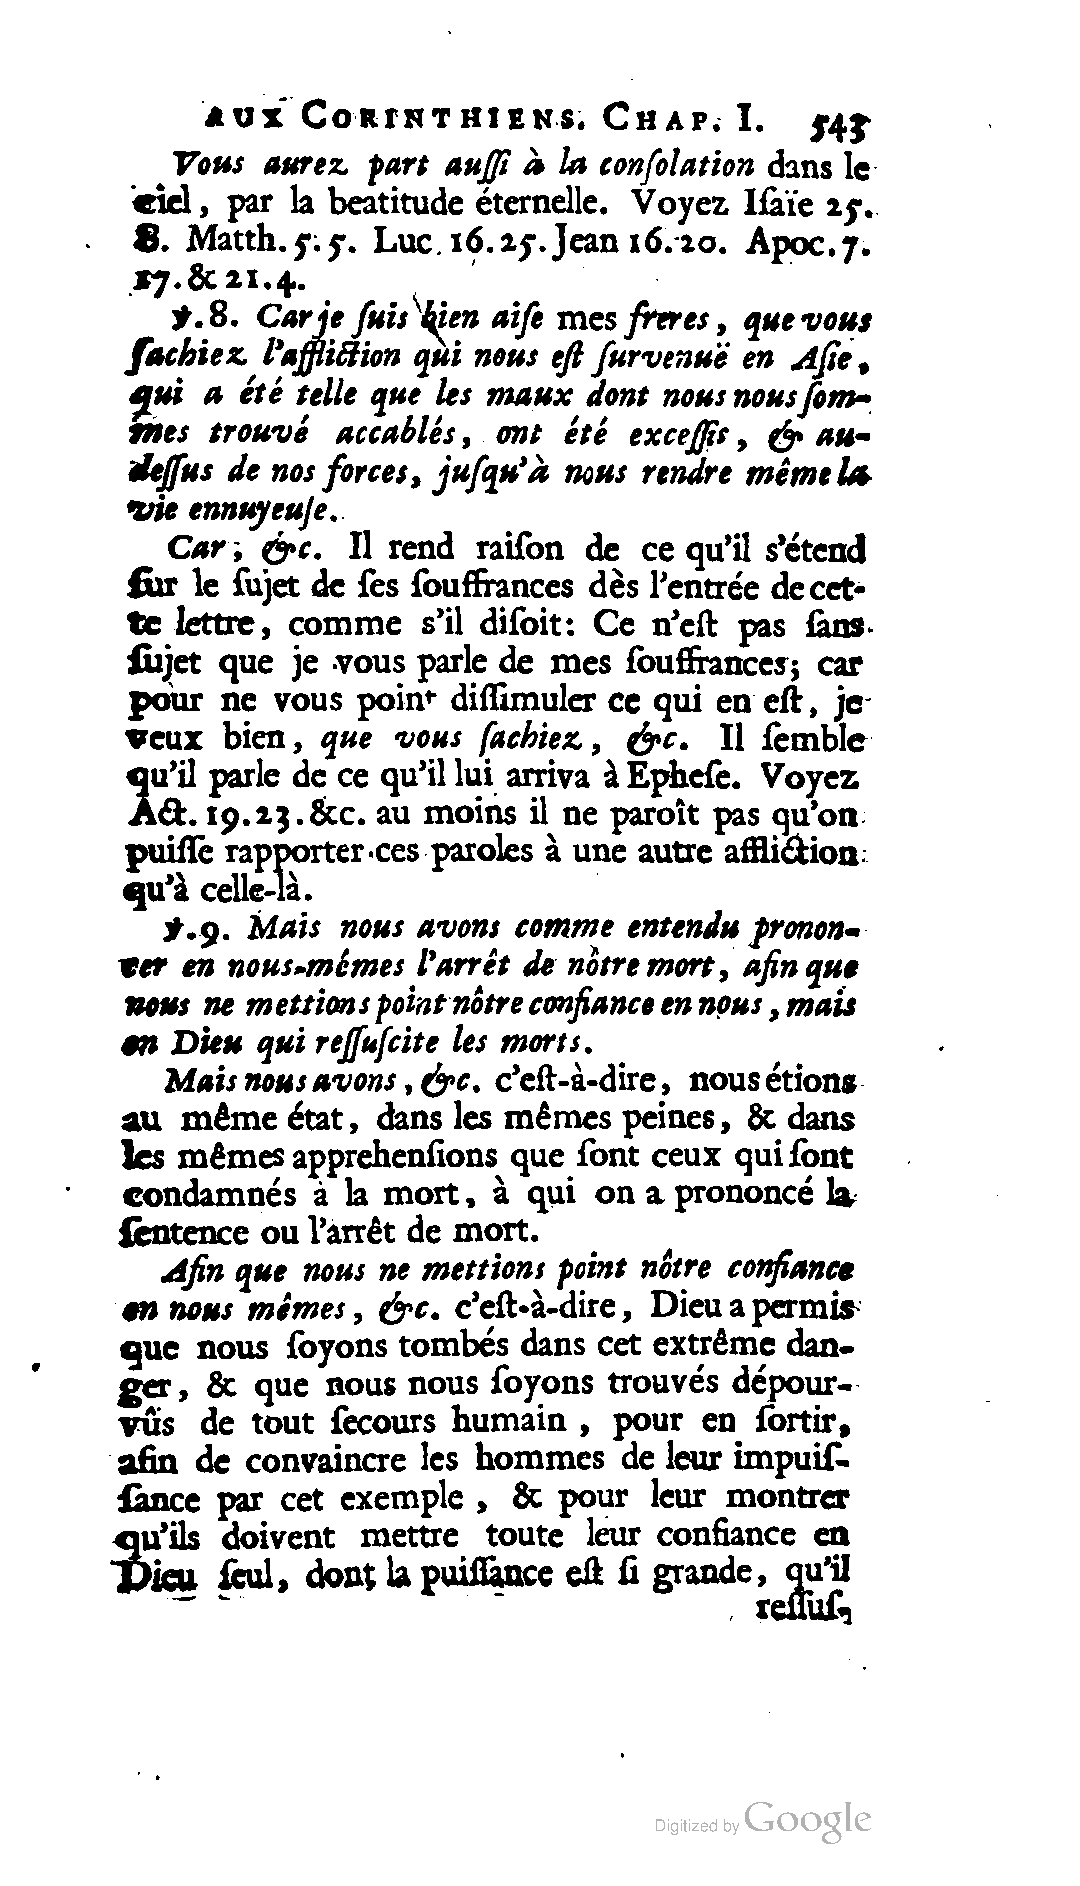 AUX CORINTHIENS. CHAP. I. 543
Vous aurez part auſſi à la conſolation dans le
ciel, par la beatitude éternelle. Voyez Iſaïe 25.
8. Matth. 5. 5. Luc. 16. 25. Jean 16. 20. Apoc. 7.
17. & 21. 4.
℣. 8. Car je ſuis bien aiſe mes freres, que vous
ſachiez l'affliction qui nous eſt ſurvenuë en Aſie,
qui a été telle que les maux dont nous nous ſom-
mes trouvé accablés, ont été exceſſis, & au-
deſſus de nos forces, juſqu'à nous rendre même la
vie ennuyeuſe.
Car, &c. Il rend raiſon de ce qu'il s'étend
ſur le ſujet de ſes ſouffrances dès l'entrée de cet-
te lettre, comme s'il diſoit: Ce n'eſt pas ſans
ſujet que je vous parle de mes ſouffrances; car
pour ne vous point diſſimuler ce qui en eſt, je
veux bien, que vous ſachiez, &c. Il ſemble
qu'il parle de ce qu'il lui arriva à Epheſe. Voyez
Act. 19. 23. &c. au moins il ne paroît pas qu'on
puiſſe rapporter ces paroles à une autre affliction
qu'à celle-là.
℣. 9. Mais nous avons comme entendu pronon-
cer en nous-mêmes l'arrêt de nôtre mort, afin que
nous ne mettions point nôtre confiance en nous, mais
en Dieu qui reſſuſcite les morts.
Mais nous avons, &c. c'eſt-à-dire, nous étions
au même état, dans les mêmes peines, & dans
les mêmes apprehenſions que ſont ceux qui ſont
condamnés à la mort, à qui on a prononcé la
ſentence ou l'arrêt de mort.
Afin que nous ne mettions point nôtre confiance
en nous mêmes, &c. c'eſt-à-dire, Dieu a permis
que nous ſoyons tombés dans cet extrême dan-
ger, & que nous nous ſoyons trouvés dépour-
vûs de tout ſecours humain, pour en ſortir,
afin de convaincre les hommes de leur impuiſ-
ſance par cet exemple, & pour leur montrer
qu'ils doivent mettre toute leur confiance en
Dieu ſeul, dont la puiſſance eſt ſi grande, qu'il
reſſuſ-
Digitized by Google